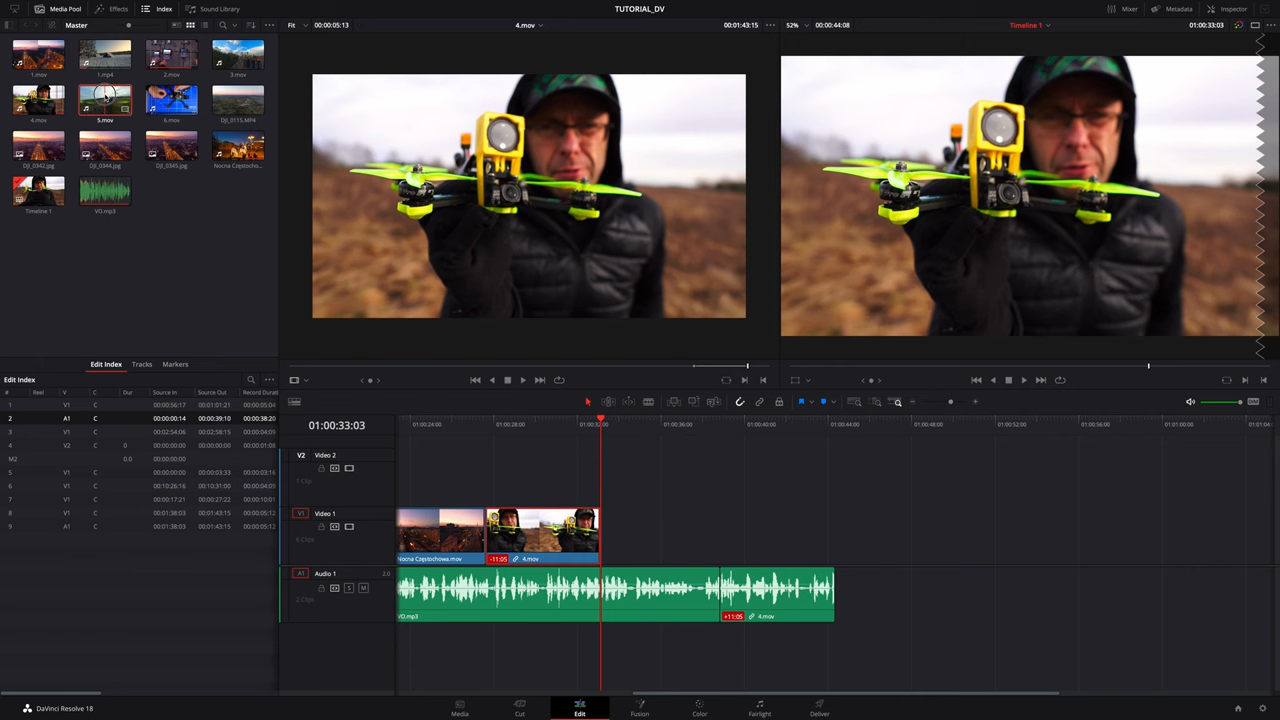 Media Pool Effects Index Sound Library TUTORIAL_DV Mixer Metadata Inspector
Master Fit 00:00:05:13 4.mov 00:01:43:15 52% 00:00:44:08 Timeline 1 01:00:33:03
1.mov 1.mp4 2.mov 3.mov
4.mov 5.mov 6.mov DJI_0115.MP4
DJI_0342.jpg DJI_0344.jpg DJI_0345.jpg Nocna Częstocho...
Timeline 1 VO.mp3
Edit Index Tracks Markers
Edit Index
# Reel V C Dur Source In Source Out Record Durati
1 V1 C 00:00:56:17 00:01:01:21 00:00:05:04
2 A1 C 00:00:00:14 00:00:39:10 00:00:38:20
3 V1 C 00:02:54:06 00:02:58:15 00:00:04:09
4 V2 C 0 00:00:00:00 00:00:00:00 00:00:01:08
M2 0.0 00:00:00:00
5 V1 C 00:00:00:00 00:00:03:33 00:00:03:16
6 V1 C 00:10:26:16 00:10:31:00 00:00:04:09
7 V1 C 00:00:17:21 00:00:27:22 00:00:10:01
8 V1 C 00:01:38:03 00:01:43:15 00:00:05:12
9 A1 C 00:01:38:03 00:01:43:15 00:00:05:12
01:00:33:03
01:00:24:00 01:00:28:00 01:00:32:00 01:00:36:00 01:00:40:00 01:00:44:00 01:00:48:00 01:00:52:00 01:00:56:00 01:01:00:00 01:01:04:
V2 Video 2
1 Clip
V1 Video 1
6 Clips
Nocna Częstochowa.mov -11:05 4.mov
A1 Audio 1 2.0
S M
2 Clips
VO.mp3 +11:05 4.mov
DIM
DaVinci Resolve 18 Media Cut Edit Fusion Color Fairlight Deliver